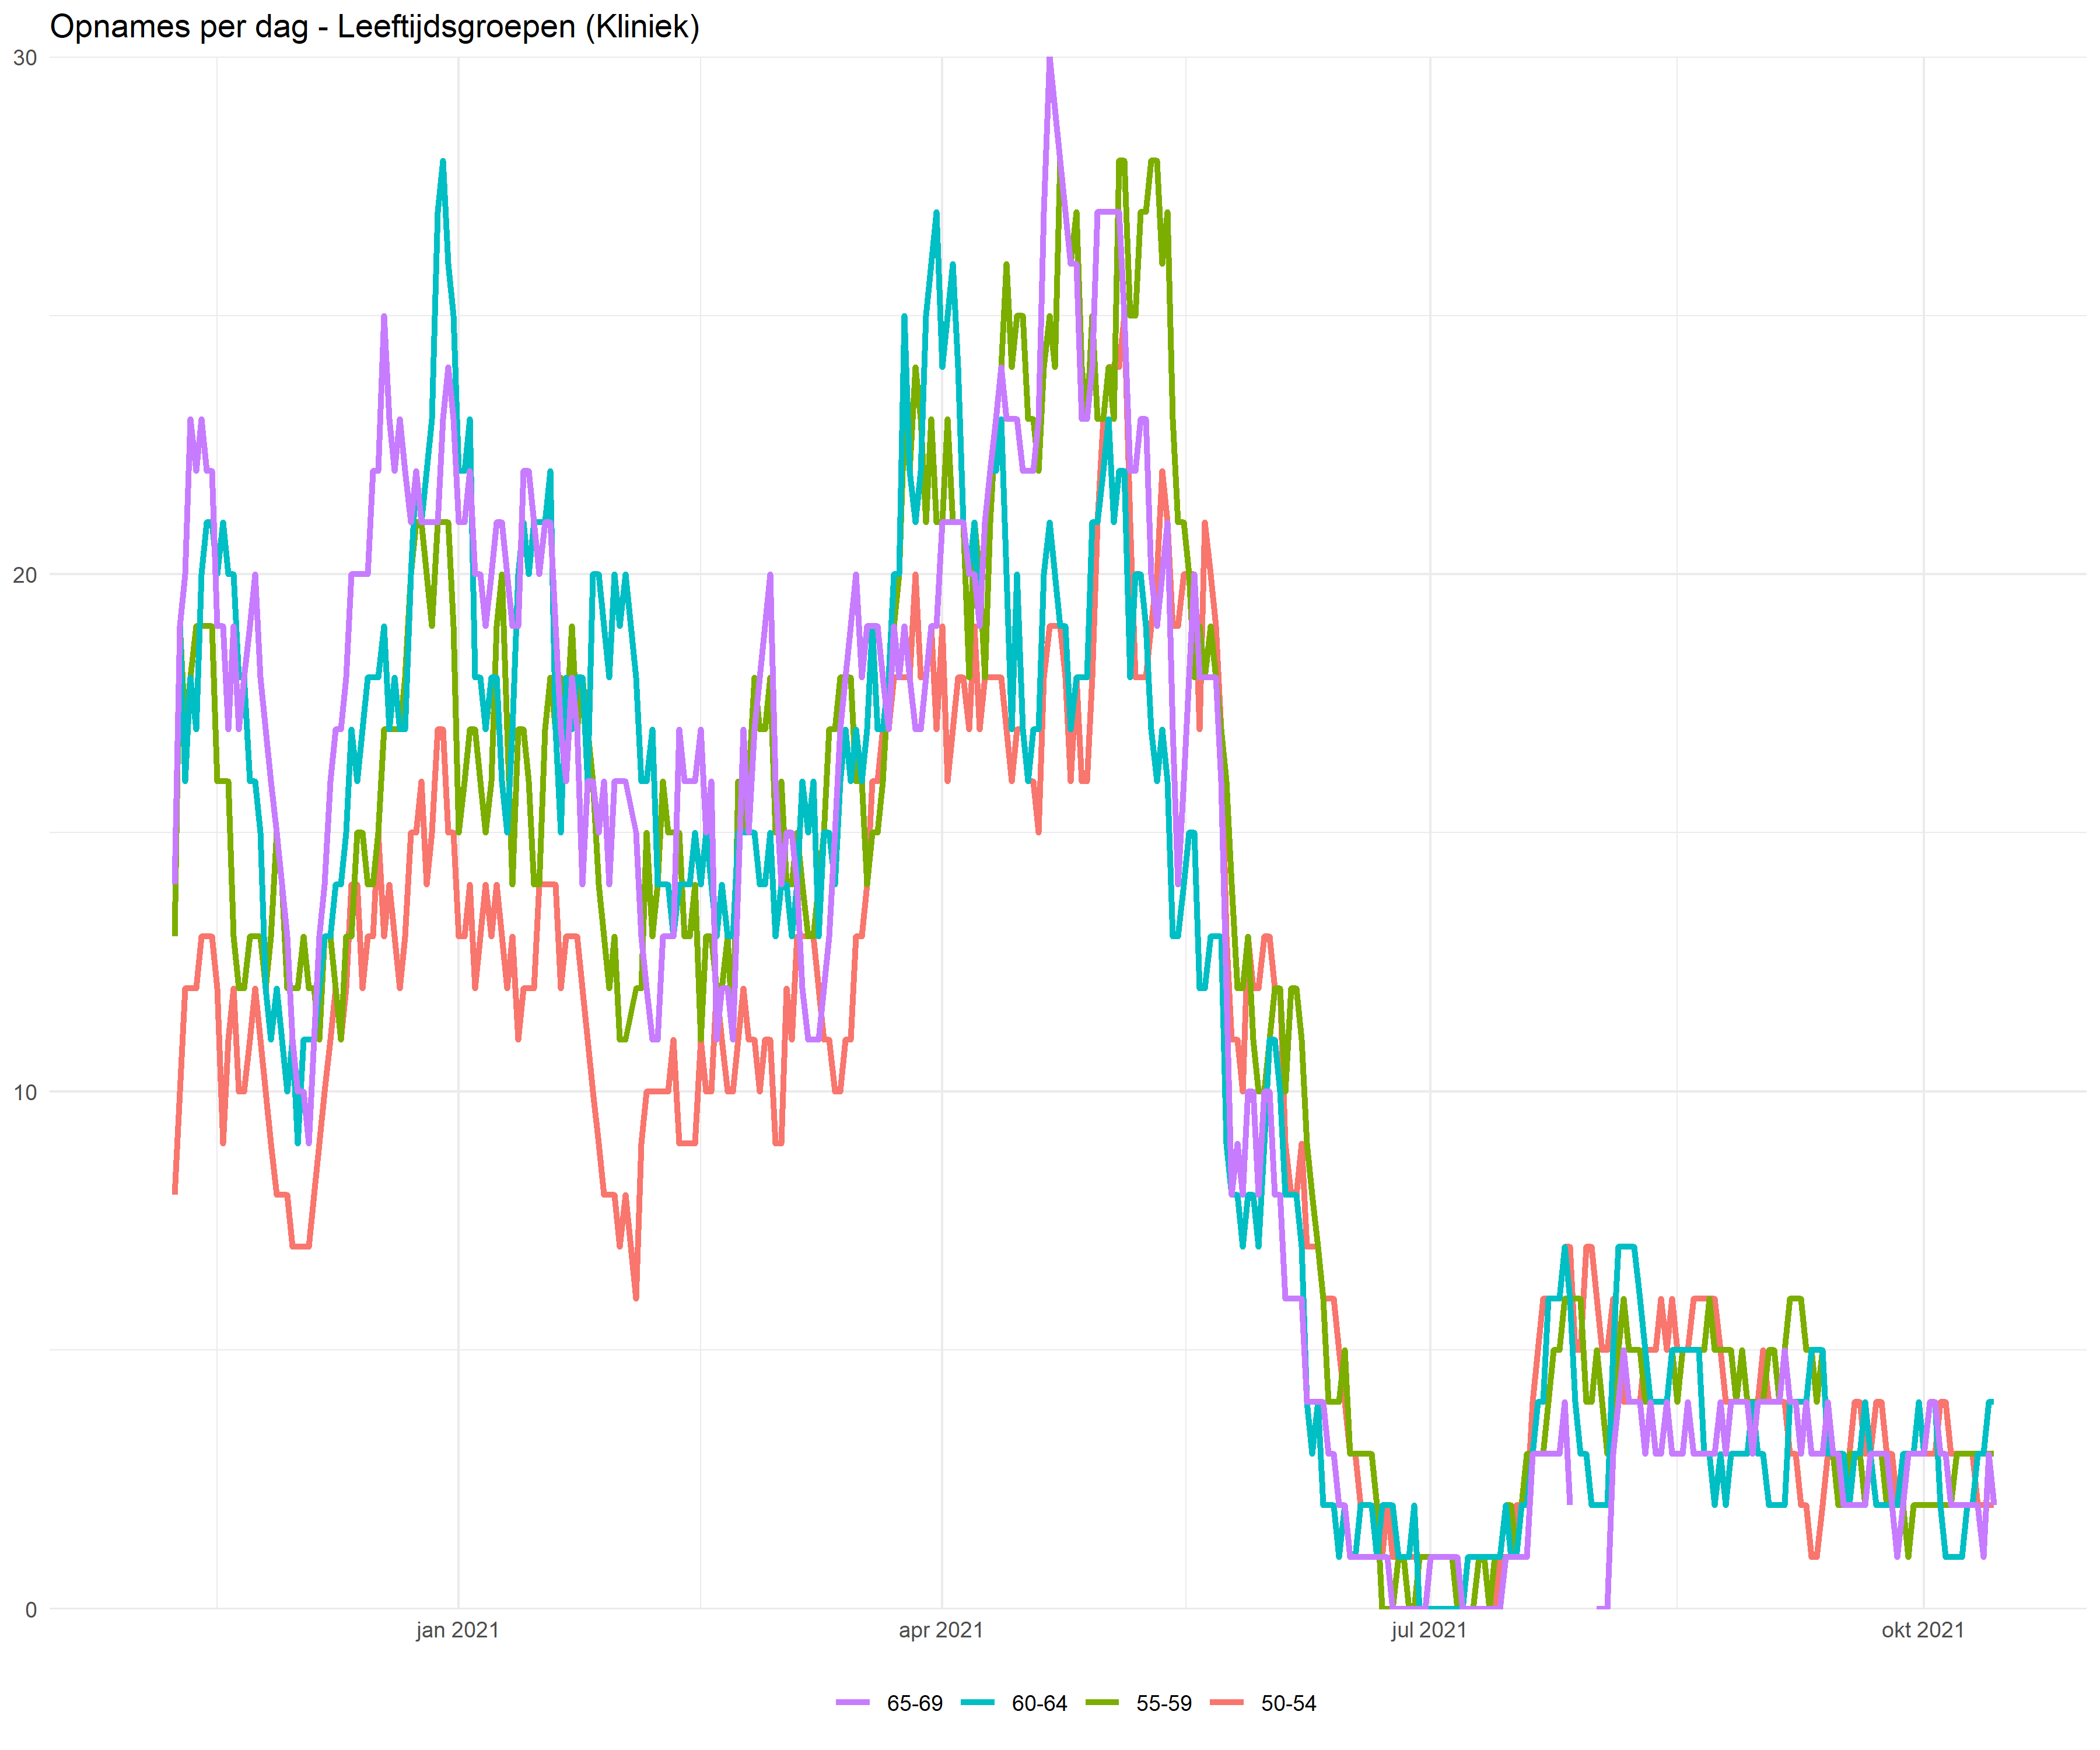 Opnames per dag - Leeftijdsgroepen (Kliniek)
30
20
10
0
jan 2021 apr 2021 jul 2021 okt 2021
65-69 60-64 55-59 50-54